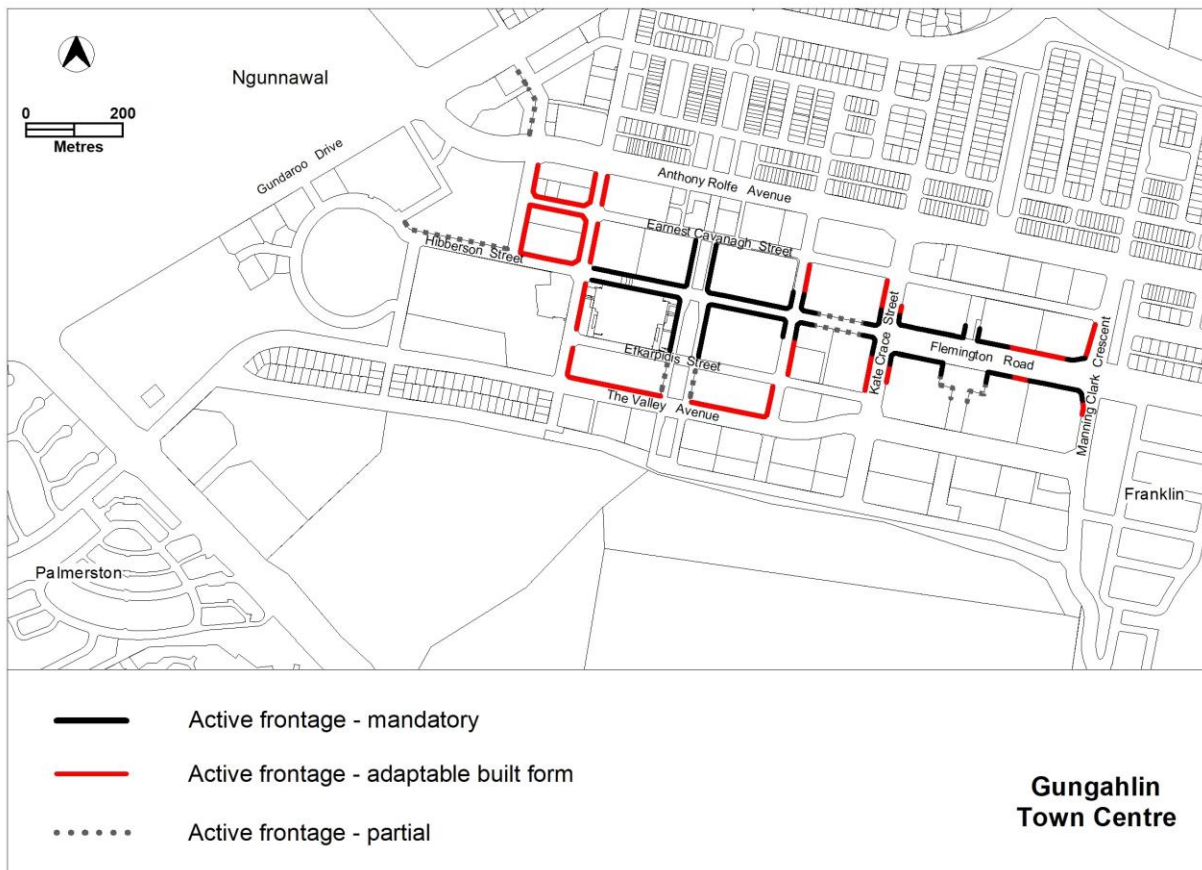 Ngunnawal
0 200
Metres
Gundaroo Drive
Anthony Rolfe Avenue
Earnest Cavanagh Street
Hibberson Street
Kate Crace Street
Flemington Road
Manning Clark Crescent
Efkarpidis Street
The Valley Avenue
Franklin
Palmerston
Active frontage - mandatory
Active frontage - adaptable built form
Active frontage - partial
Gungahlin
Town Centre